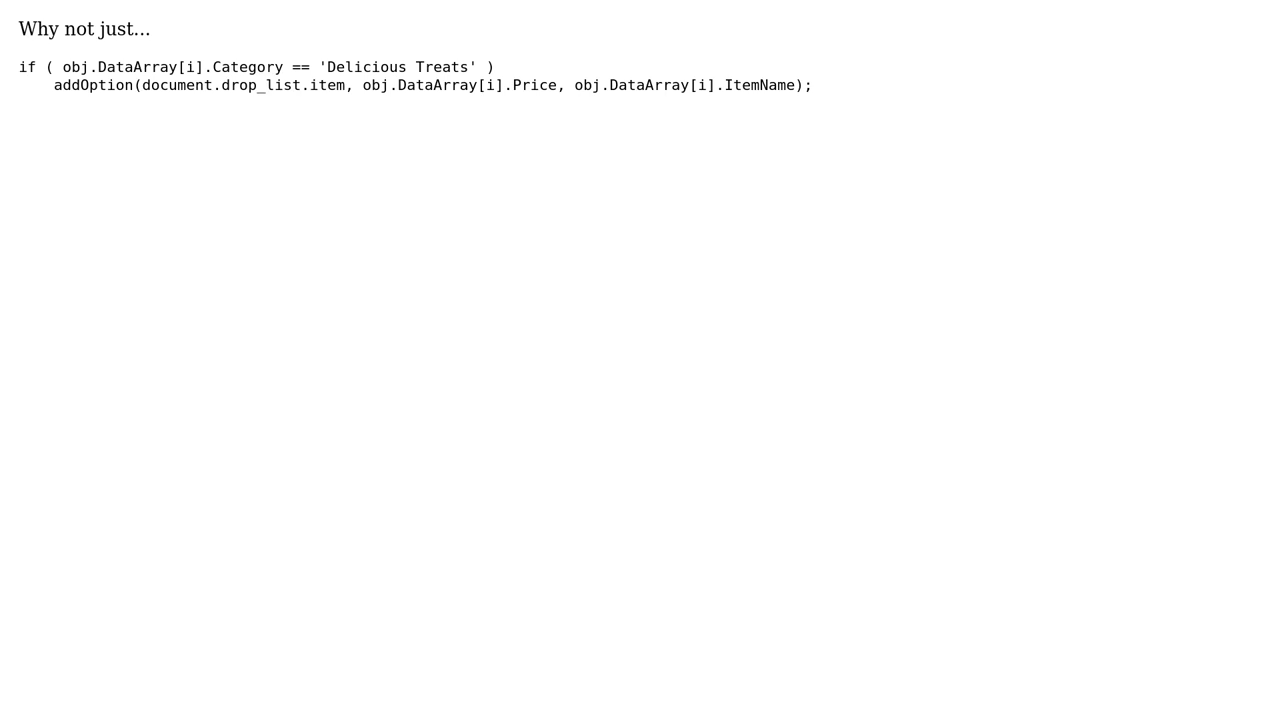 Why not just...
if ( obj.DataArray[i].Category == 'Delicious Treats' )
    addOption(document.drop_list.item, obj.DataArray[i].Price, obj.DataArray[i].ItemName);